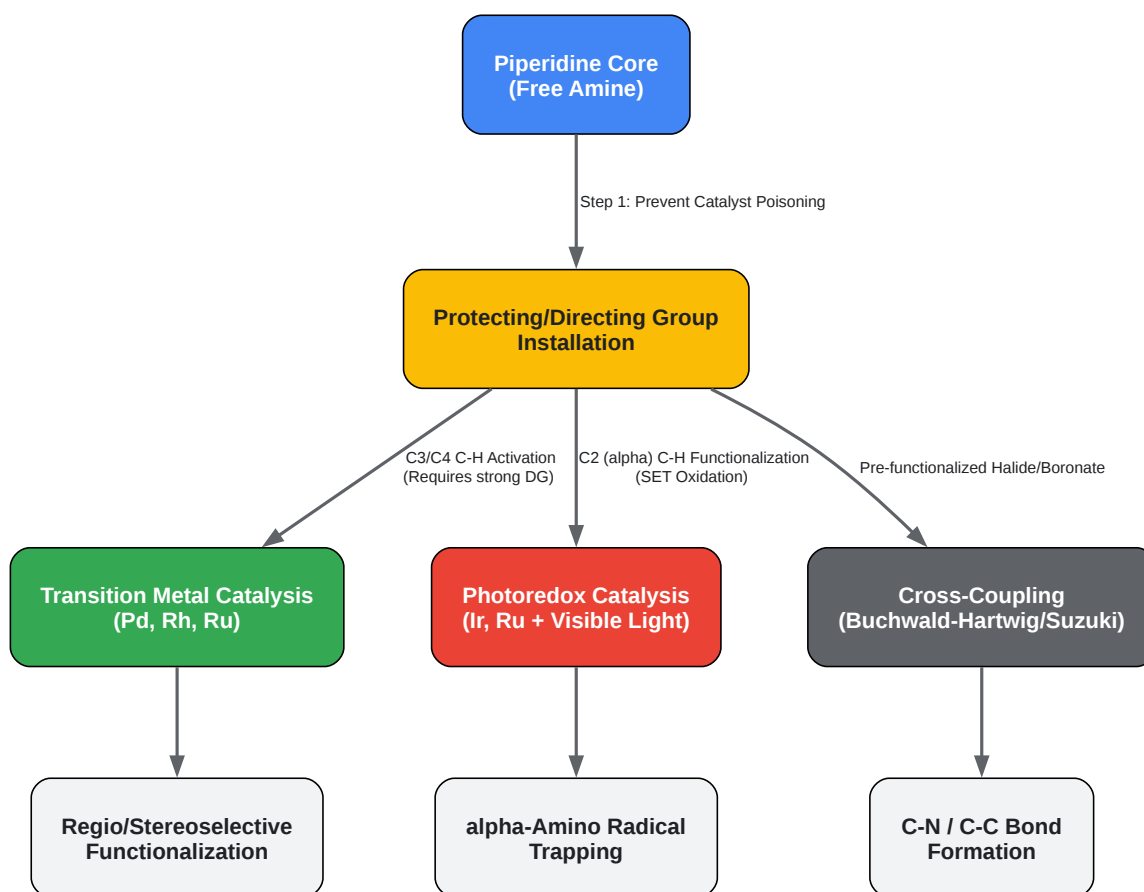 Piperidine Core
(Free Amine)
Step 1: Prevent Catalyst Poisoning
Protecting/Directing Group
Installation
C3/C4 C-H Activation
(Requires strong DG)
C2 (alpha) C-H Functionalization
(SET Oxidation)
Pre-functionalized Halide/Boronate
Transition Metal Catalysis
(Pd, Rh, Ru)
Photoredox Catalysis
(Ir, Ru + Visible Light)
Cross-Coupling
(Buchwald-Hartwig/Suzuki)
Regio/Stereoselective
Functionalization
alpha-Amino Radical
Trapping
C-N / C-C Bond
Formation